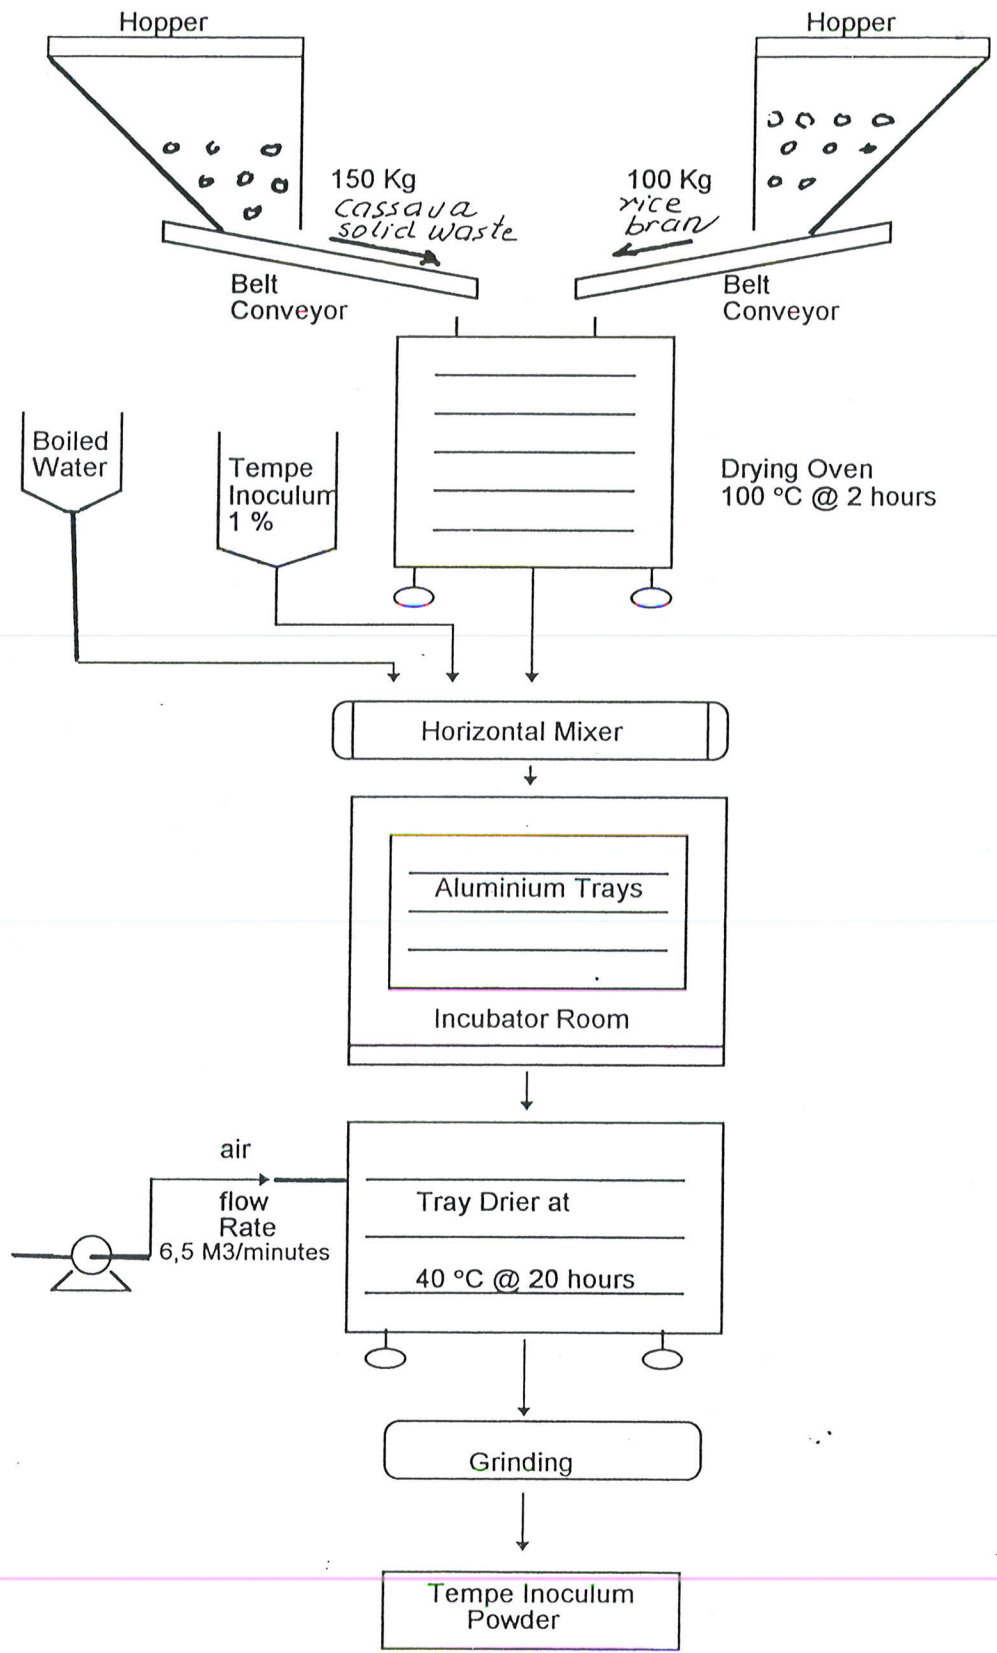 Hopper
Hopper
150 Kg
cassava
solid waste
100 Kg
rice
bran
Belt
Conveyor
Belt
Conveyor
Boiled
Water
Tempe
Inoculum
1 %
Drying Oven
100 °C @ 2 hours
Horizontal Mixer
Aluminium Trays
Incubator Room
air
flow
Rate
6,5 M3/minutes
Tray Drier at
40 °C @ 20 hours
Grinding
Tempe Inoculum
Powder